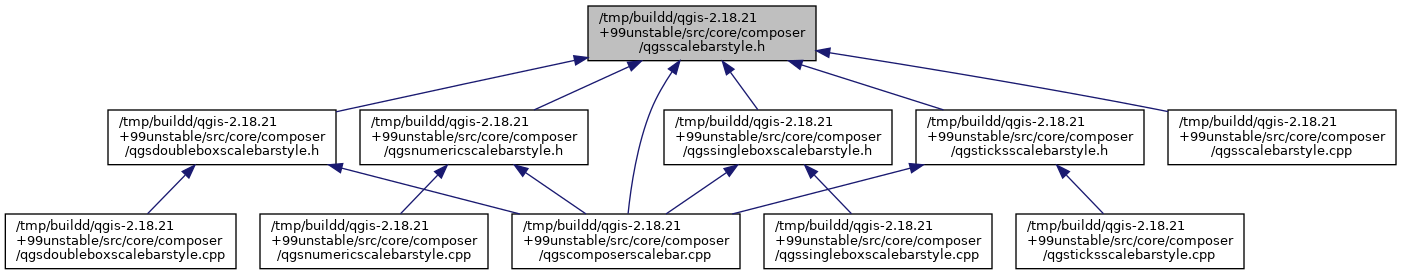 /tmp/buildd/qgis-2.18.21
+99unstable/src/core/composer
/qgsscalebarstyle.h
/tmp/buildd/qgis-2.18.21
+99unstable/src/core/composer
/qgsdoubleboxscalebarstyle.h
/tmp/buildd/qgis-2.18.21
+99unstable/src/core/composer
/qgsnumericscalebarstyle.h
/tmp/buildd/qgis-2.18.21
+99unstable/src/core/composer
/qgssingleboxscalebarstyle.h
/tmp/buildd/qgis-2.18.21
+99unstable/src/core/composer
/qgsticksscalebarstyle.h
/tmp/buildd/qgis-2.18.21
+99unstable/src/core/composer
/qgsscalebarstyle.cpp
/tmp/buildd/qgis-2.18.21
+99unstable/src/core/composer
/qgsdoubleboxscalebarstyle.cpp
/tmp/buildd/qgis-2.18.21
+99unstable/src/core/composer
/qgsnumericscalebarstyle.cpp
/tmp/buildd/qgis-2.18.21
+99unstable/src/core/composer
/qgscomposerscalebar.cpp
/tmp/buildd/qgis-2.18.21
+99unstable/src/core/composer
/qgssingleboxscalebarstyle.cpp
/tmp/buildd/qgis-2.18.21
+99unstable/src/core/composer
/qgsticksscalebarstyle.cpp